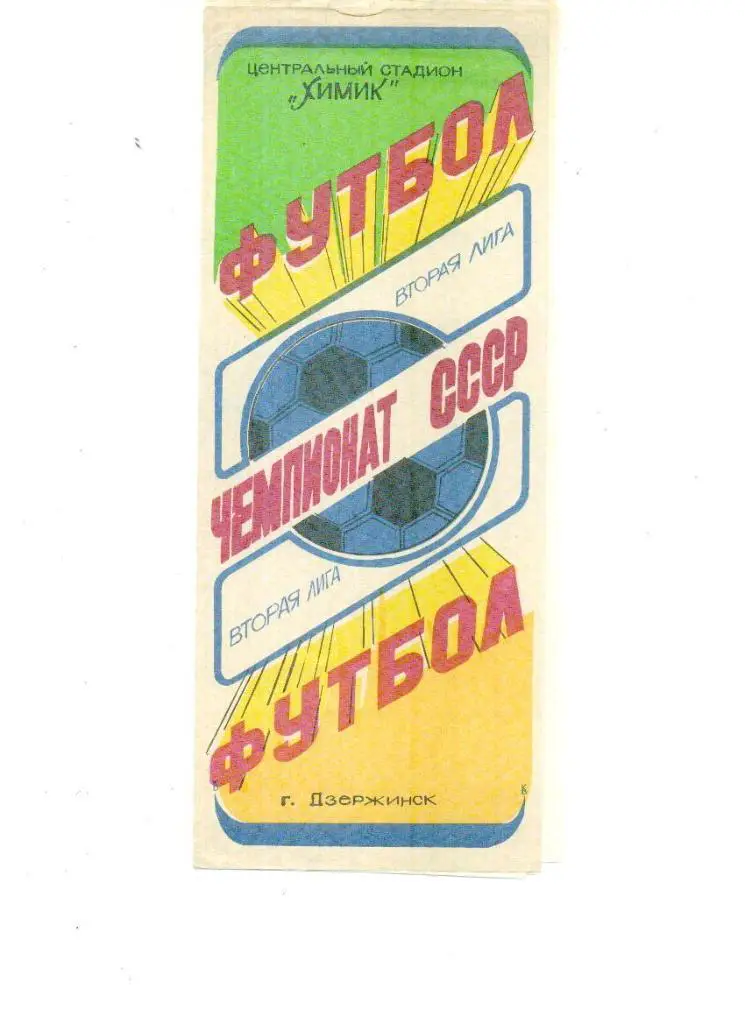 ЦЕНТРАЛЬНЫЙ СТАДИОН
"ХИМИК"
ФУТБОЛ
ВТОРАЯ ЛИГА
ЧЕМПИОНАТ СССР
ВТОРАЯ ЛИГА
ФУТБОЛ
г. Дзержинск